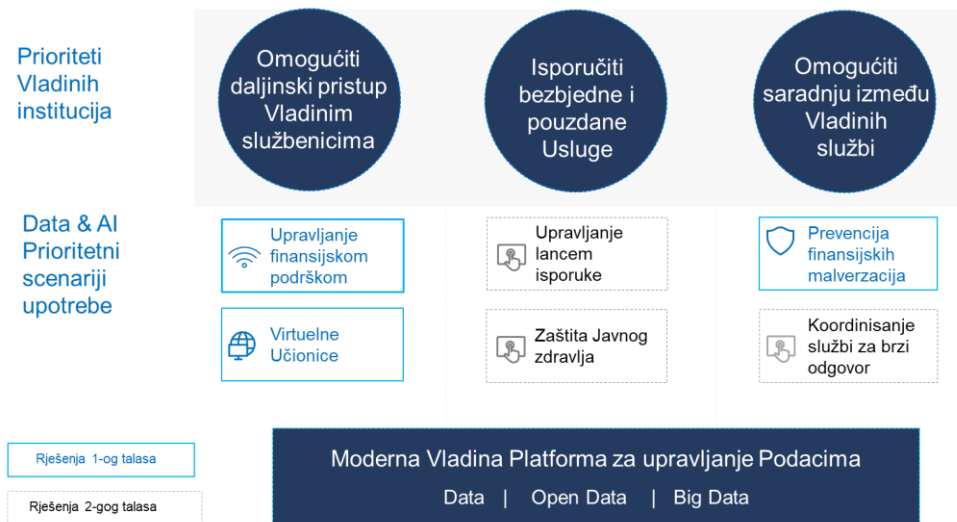 Prioriteti
Vladinih
institucija
Omogućiti
daljinski pristup
Vladinim
službenicima
Isporučiti
bezbjedne i
pouzdane
Usluge
Omogućiti
saradnju između
Vladinih
službi
Data & AI
Prioritetni
scenariji
upotrebe
Upravljanje
finansijskom
podrškom
Virtuelne
Učionice
Upravljanje
lancem
isporuke
Zaštita Javnog
zdravlja
Prevencija
finansijskih
malverzacija
Koordinisanje
službi za brzi
odgovor
Rješenja 1-og talasa
Rješenja 2-gog talasa
Moderna Vladina Platforma za upravljanje Podacima
Data | Open Data | Big Data